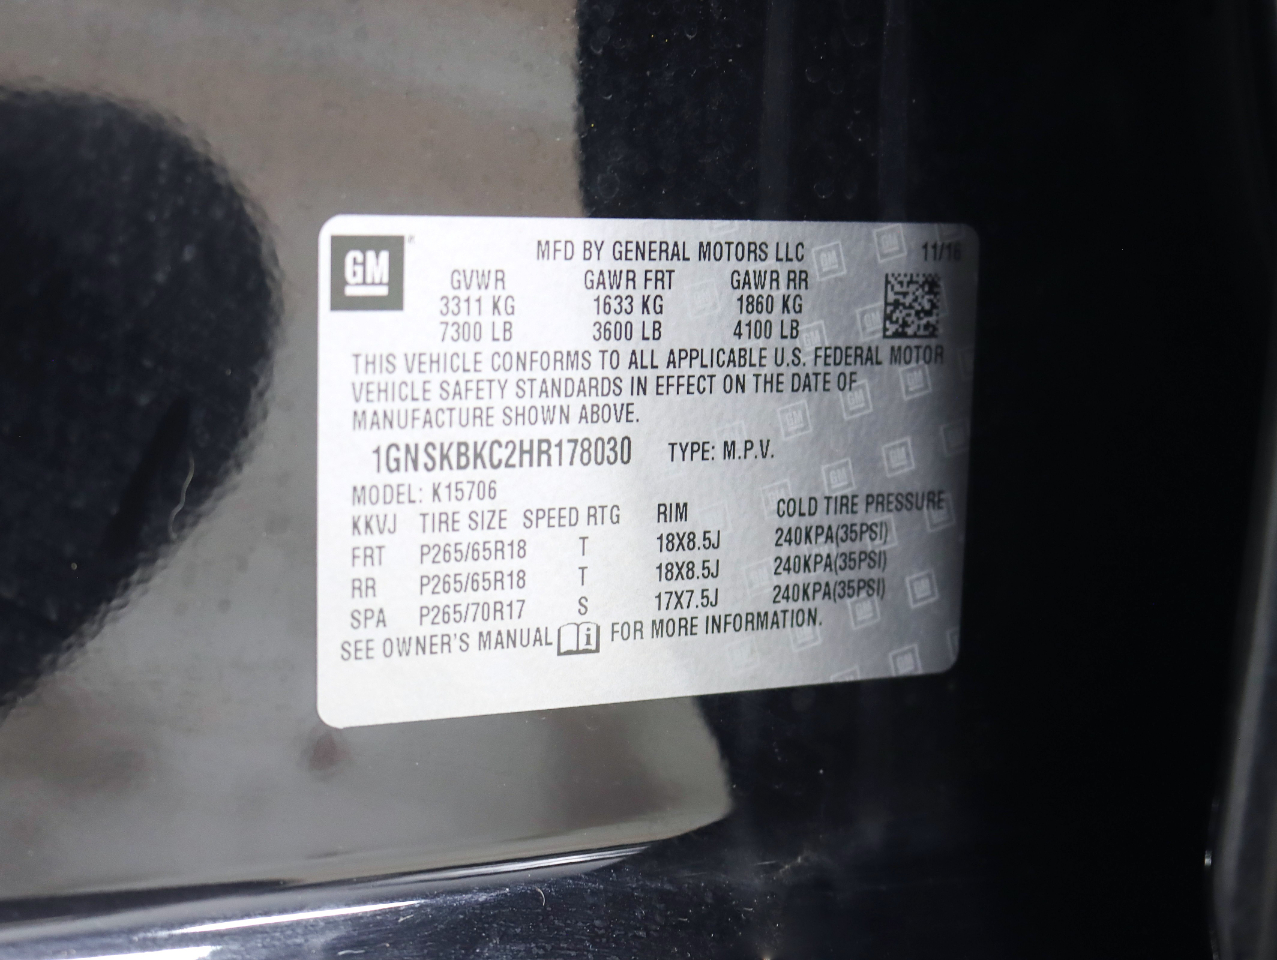 GM
MFD BY GENERAL MOTORS LLC 11/16
GVWR GAWR FRT GAWR RR
3311 KG 1633 KG 1860 KG
7300 LB 3600 LB 4100 LB
THIS VEHICLE CONFORMS TO ALL APPLICABLE U.S. FEDERAL MOTOR
VEHICLE SAFETY STANDARDS IN EFFECT ON THE DATE OF
MANUFACTURE SHOWN ABOVE.
1GNSKBKC2HR178030 TYPE: M.P.V.
MODEL: K15706
KKVJ TIRE SIZE SPEED RTG RIM COLD TIRE PRESSURE
FRT P265/65R18 T 18X8.5J 240KPA(35PSI)
RR P265/65R18 T 18X8.5J 240KPA(35PSI)
SPA P265/70R17 S 17X7.5J 240KPA(35PSI)
SEE OWNER'S MANUAL i FOR MORE INFORMATION.